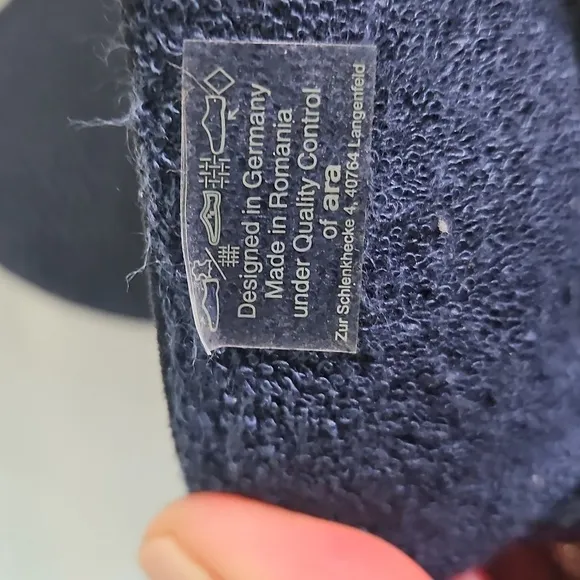 Designed in Germany
Made in Romania
under Quality Control
of ara
Zur Schlenkhecke 4, 40764 Langenfeld